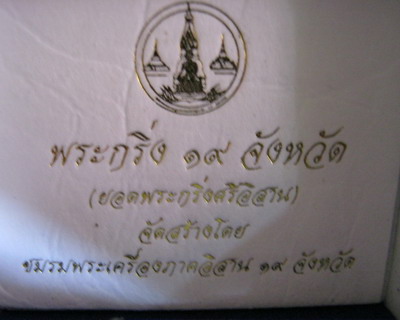 พระกริ่ง ๑๙ จังหวัด
(ยอดพระกริ่งศรีอีสาน)
จัดสร้างโดย
ชมรมพระเครื่องภาคอีสาน ๑๙ จังหวัด